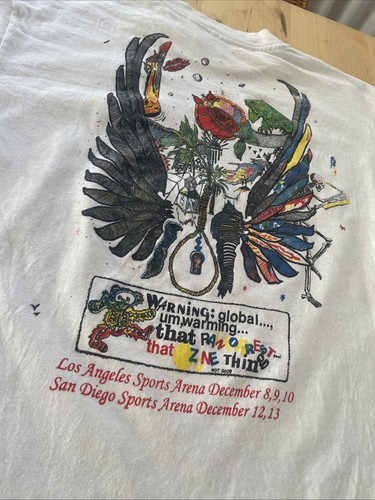 WARNING: global...,
um, warming...
that RAINFOREST...
that OZONE THING
Los Angeles Sports Arena December 8,9,10
San Diego Sports Arena December 12,13